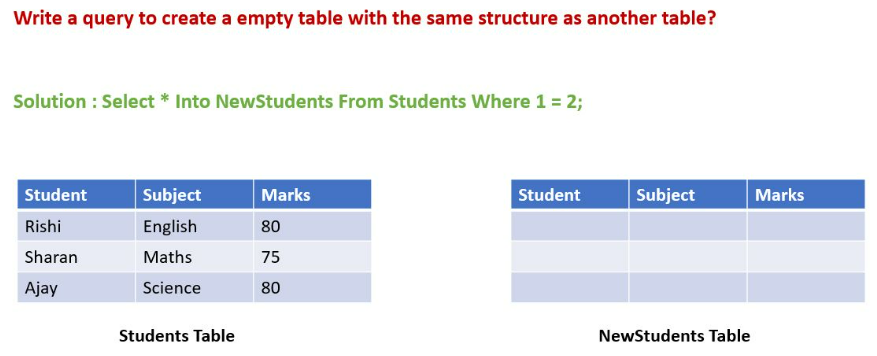 Write a query to create a empty table with the same structure as another table?
Solution : Select * Into NewStudents From Students Where 1 = 2;
Student Subject Marks
Rishi English 80
Sharan Maths 75
Ajay Science 80
Students Table
Student Subject Marks
NewStudents Table